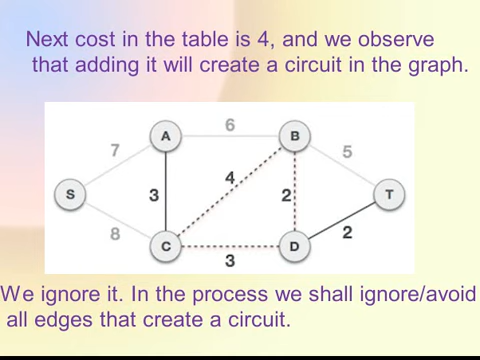 Next cost in the table is 4, and we observe
that adding it will create a circuit in the graph.
A
6
B
7
5
4
S
3
2
T
8
2
C
D
3
We ignore it. In the process we shall ignore/avoid
all edges that create a circuit.